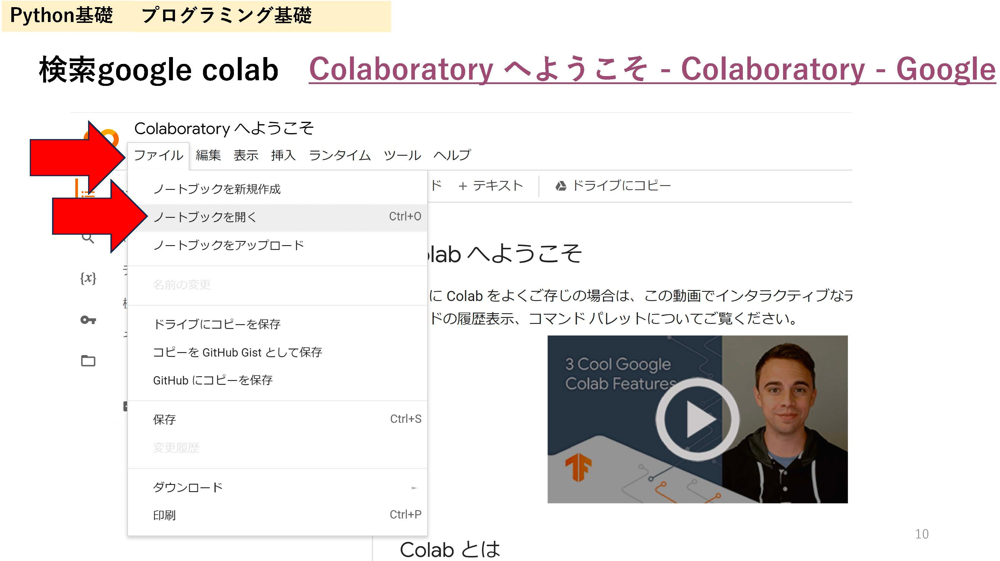 Python基礎　プログラミング基礎
検索google colab　Colaboratory へようこそ - Colaboratory - Google
Colaboratory へようこそ
ファイル 編集 表示 挿入 ランタイム ツール ヘルプ
ド + テキスト ドライブにコピー
ノートブックを新規作成
ノートブックを開く Ctrl+O
ノートブックをアップロード
名前の変更
ドライブにコピーを保存
コピーを GitHub Gist として保存
GitHub にコピーを保存
保存 Ctrl+S
変更履歴
ダウンロード
印刷 Ctrl+P
{x}
lab へようこそ
に Colab をよくご存じの場合は、この動画でインタラクティブなテ
ドの履歴表示、コマンド パレットについてご覧ください。
3 Cool Google
Colab Features
Colab とは
10